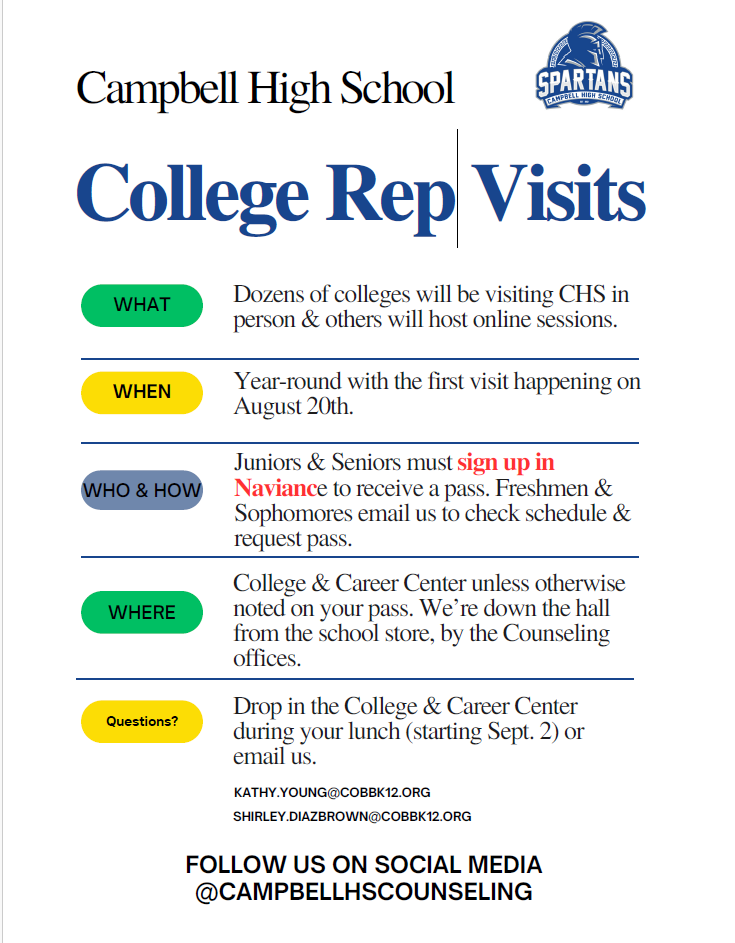 SPARTANS
CAMPBELL HIGH SCHOOL
Campbell High School
College Rep Visits
WHAT
Dozens of colleges will be visiting CHS in
person & others will host online sessions.
WHEN
Year-round with the first visit happening on
August 20th.
WHO & HOW
Juniors & Seniors must sign up in
Naviance to receive a pass. Freshmen &
Sophomores email us to check schedule &
request pass.
WHERE
College & Career Center unless otherwise
noted on your pass. We’re down the hall
from the school store, by the Counseling
offices.
Questions?
Drop in the College & Career Center
during your lunch (starting Sept. 2) or
email us.
KATHY.YOUNG@COBBK12.ORG
SHIRLEY.DIAZBROWN@COBBK12.ORG
FOLLOW US ON SOCIAL MEDIA
@CAMPBELLHSCOUNSELING